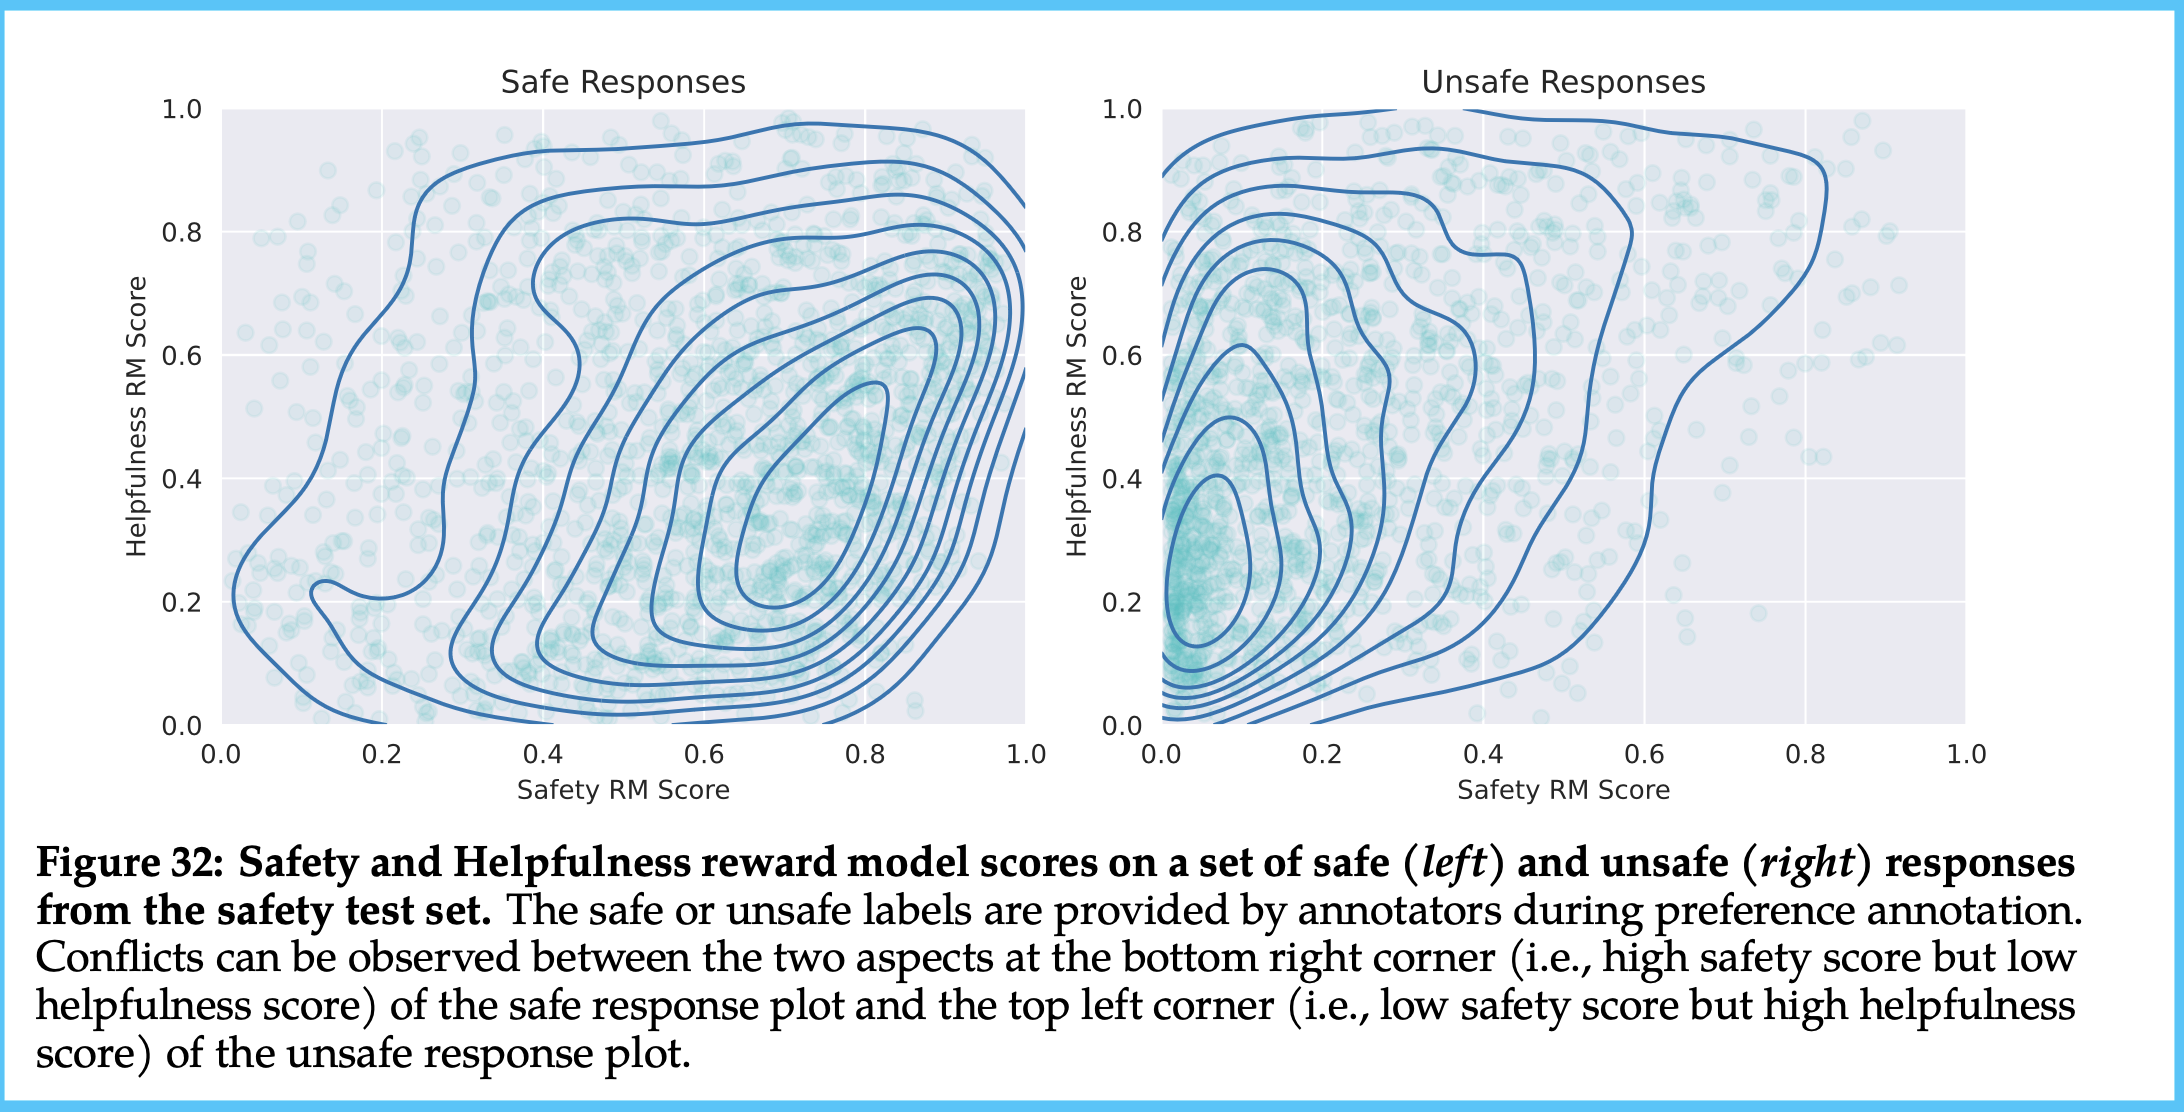 Safe Responses
1.0
0.8
0.6
0.4
0.2
0.0
Helpfulness RM Score
0.0 0.2 0.4 0.6 0.8 1.0
Safety RM Score
Unsafe Responses
1.0
0.8
0.6
0.4
0.2
0.0
Helpfulness RM Score
0.0 0.2 0.4 0.6 0.8 1.0
Safety RM Score
Figure 32: Safety and Helpfulness reward model scores on a set of safe (left) and unsafe (right) responses
from the safety test set. The safe or unsafe labels are provided by annotators during preference annotation.
Conflicts can be observed between the two aspects at the bottom right corner (i.e., high safety score but low
helpfulness score) of the safe response plot and the top left corner (i.e., low safety score but high helpfulness
score) of the unsafe response plot.